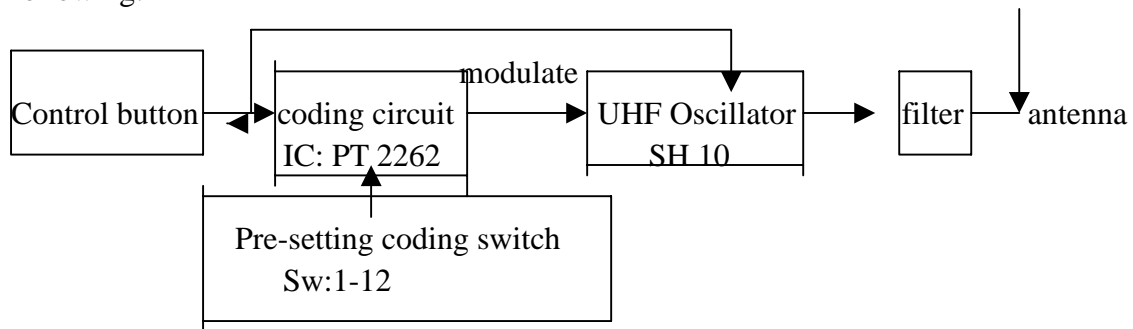 modulate
Control button
coding circuit
IC: PT 2262
UHF Oscillator
SH 10
filter
antenna
Pre-setting coding switch
Sw:1-12